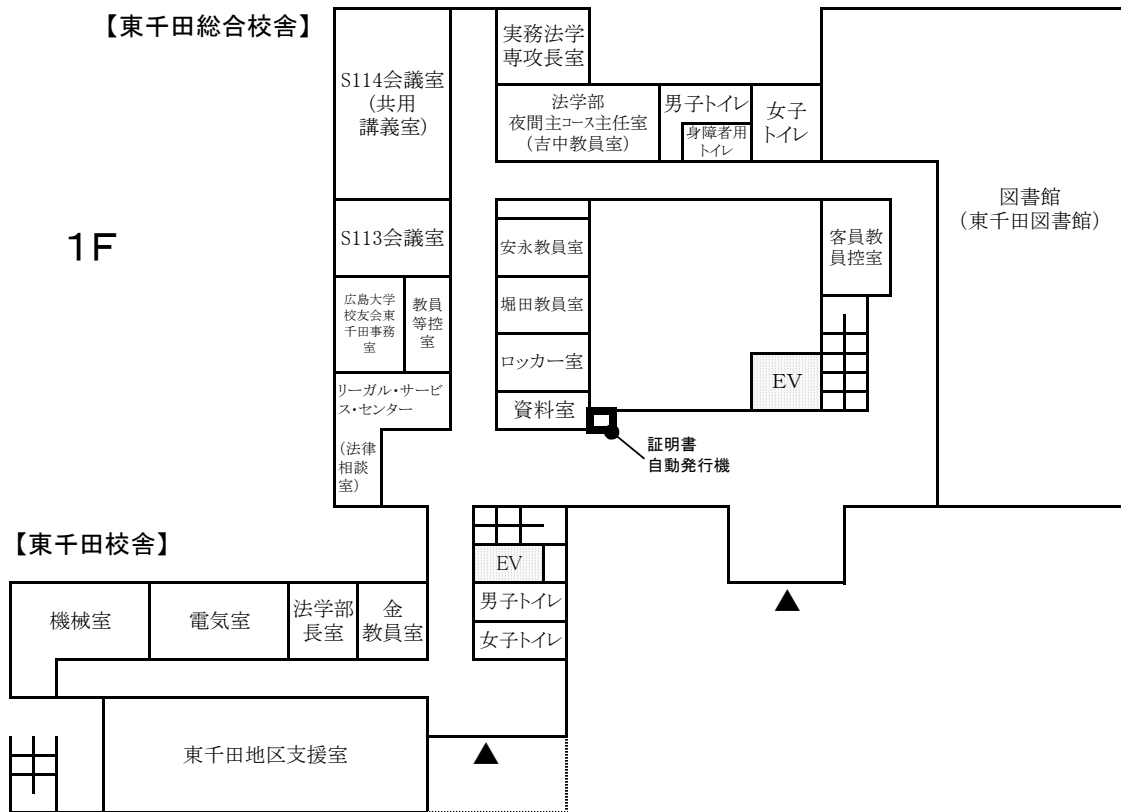 【東千田総合校舎】
1F
S114会議室
(共用
講義室)
実務法学
専攻長室
法学部
夜間主コース主任室
(吉中教員室)
男子トイレ
身障者用
トイレ
女子
トイレ
図書館
(東千田図書館)
S113会議室
安永教員室
客員教
員控室
広島大学
校友会東
千田事務
室
教員
等控
室
堀田教員室
ロッカー室
EV
リーガル・サービ
ス・センター
(法律
相談
室)
資料室
証明書
自動発行機
【東千田校舎】
EV
機械室
電気室
法学部
長室
金
教員室
男子トイレ
女子トイレ
東千田地区支援室